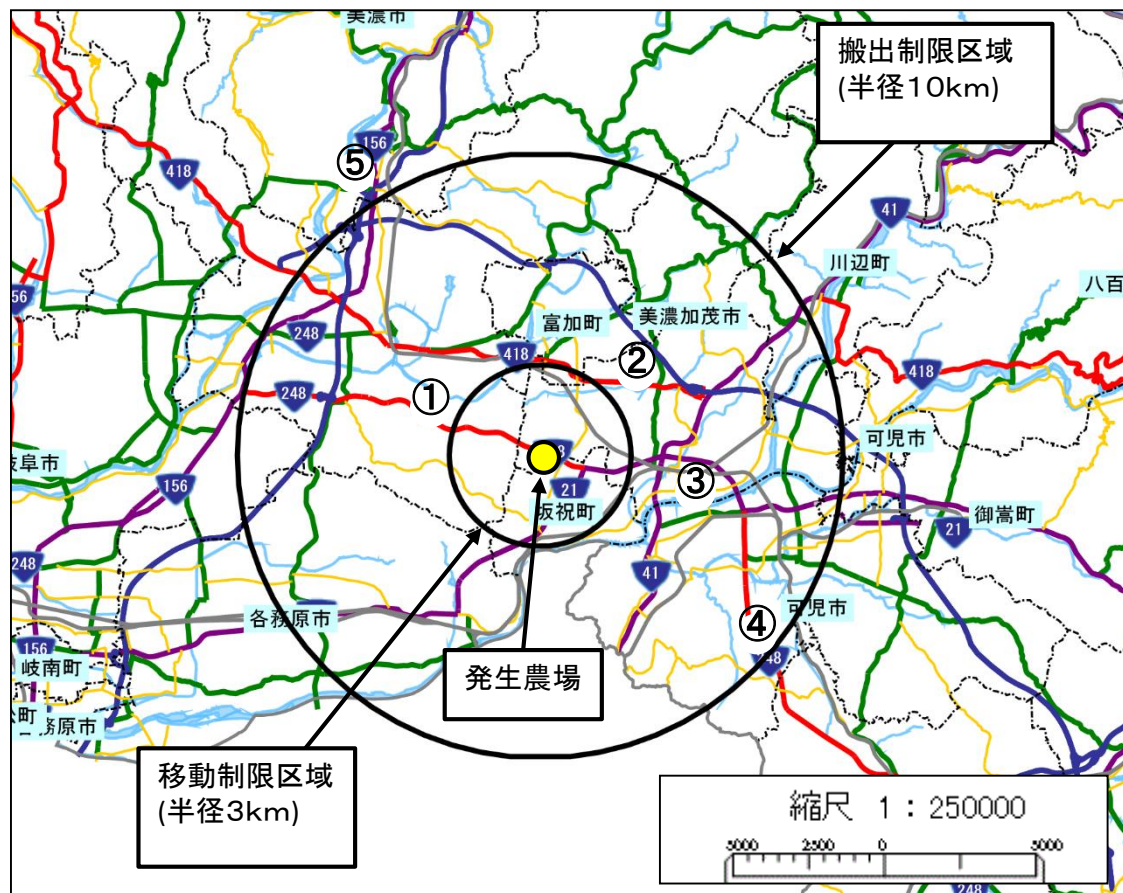 美濃市
搬出制限区域
(半径10km)
156
⑤
418
41
川辺町
八百
56
248
富加町
美濃加茂市
418
②
418
248
①
可児市
岐阜市
156
③
21
坂祝町
御嵩町
21
248
41
各務原市
可児市
④
156
岐南町
発生農場
248
各務原市
移動制限区域
(半径3km)
縮尺 1：250000
5000 2500 0 5000
248